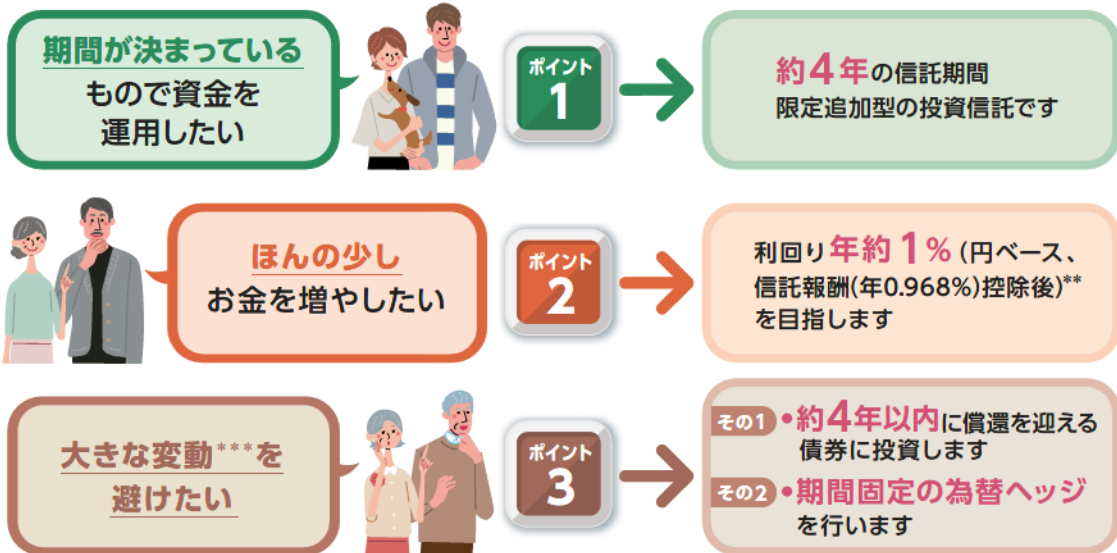 期間が決まっている
もので資金を
運用したい
ポイント
1
約4年の信託期間
限定追加型の投資信託です
ほんの少し
お金を増やしたい
ポイント
2
利回り年約1%(円ベース、
信託報酬(年0.968%)控除後)**
を目指します
大きな変動***を
避けたい
ポイント
3
その1 •約4年以内に償還を迎える
債券に投資します
その2 •期間固定の為替ヘッジ
を行います